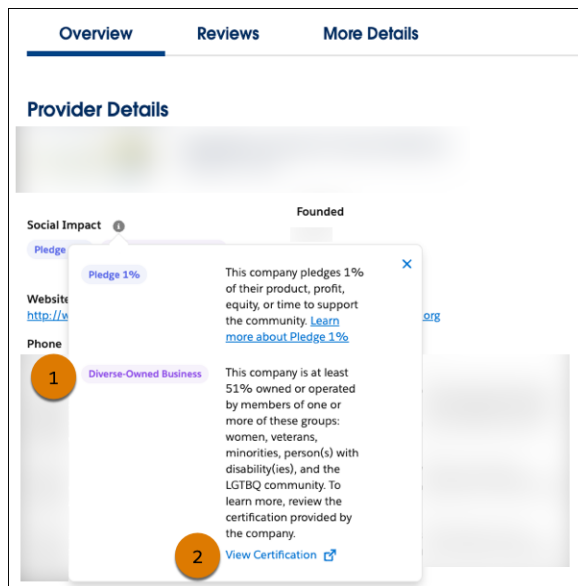 Overview Reviews More Details
Provider Details
Social Impact
Founded
Pledge
Website
http://w
org
Phone
Pledge 1%
This company pledges 1%
of their product, profit,
equity, or time to support
the community. Learn
more about Pledge 1%
1
Diverse-Owned Business
This company is at least
51% owned or operated
by members of one or
more of these groups:
women, veterans,
minorities, person(s) with
disability(ies), and the
LGTBQ community. To
learn more, review the
certification provided by
the company.
2
View Certification